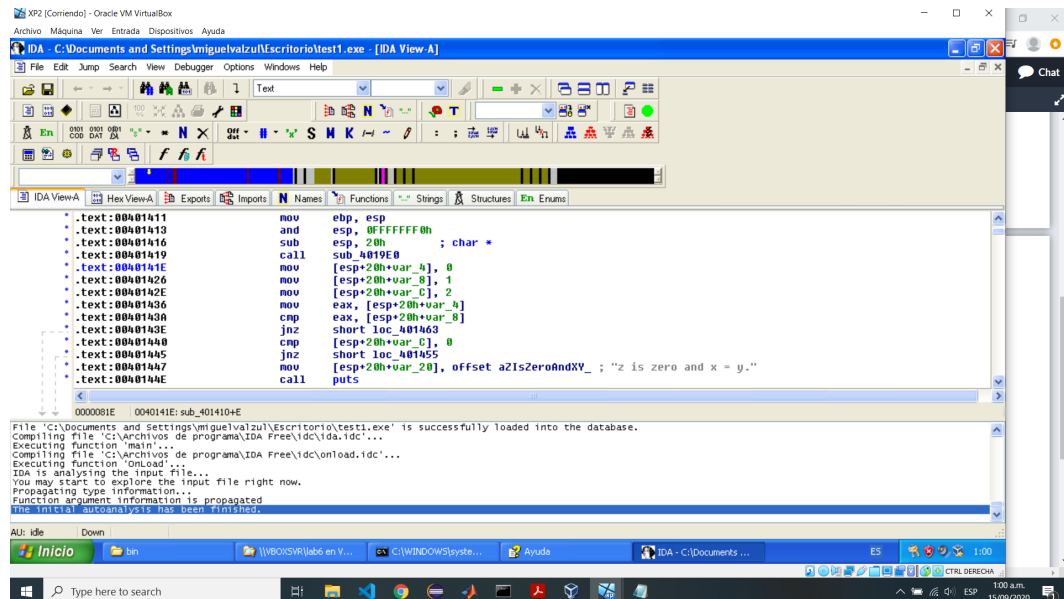 XP2 [Corriendo] - Oracle VM VirtualBox
Archivo Máquina Ver Entrada Dispositivos Ayuda
IDA - C:\Documents and Settings\miguelvalzul\Escritorio\test1.exe - [IDA View-A]
File Edit Jump Search View Debugger Options Windows Help
Chat
Text
En
IDA View-A Hex View-A Exports Imports N Names Functions Strings Structures En Enums
.text:00401411 mov ebp, esp
.text:00401413 and esp, 0FFFFFFF0h
.text:00401416 sub esp, 20h ; char *
.text:00401419 call sub_4019E0
.text:0040141E mov [esp+20h+var_4], 0
.text:00401426 mov [esp+20h+var_8], 1
.text:0040142E mov [esp+20h+var_C], 2
.text:00401436 mov eax, [esp+20h+var_4]
.text:0040143A cmp eax, [esp+20h+var_8]
.text:0040143E jnz short loc_401463
.text:00401440 cmp [esp+20h+var_C], 0
.text:00401445 jnz short loc_401455
.text:00401447 mov [esp+20h+var_20], offset aZIsZeroAndXY_ ; "z is zero and x = y."
.text:0040144E call puts
0000081E 0040141E: sub_401410+E
File 'C:\Documents and Settings\miguelvalzul\Escritorio\test1.exe' is successfully loaded into the database.
Compiling file 'C:\Archivos de programa\IDA Free\idc\ida.idc'...
Executing function 'main'...
Compiling file 'C:\Archivos de programa\IDA Free\idc\onload.idc'...
Executing function 'OnLoad'...
IDA is analysing the input file...
You may start to explore the input file right now.
Propagating type information...
Function argument information is propagated
The initial autoanalysis has been finished.
AU: idle Down
Inicio bin \\VBOXSVR\lab6 en V... C:\WINDOWS\syste... Ayuda IDA - C:\Documents ... ES 1:00
CTRL DERECHA
Type here to search ESP 1:00 a.m.
15/09/2020